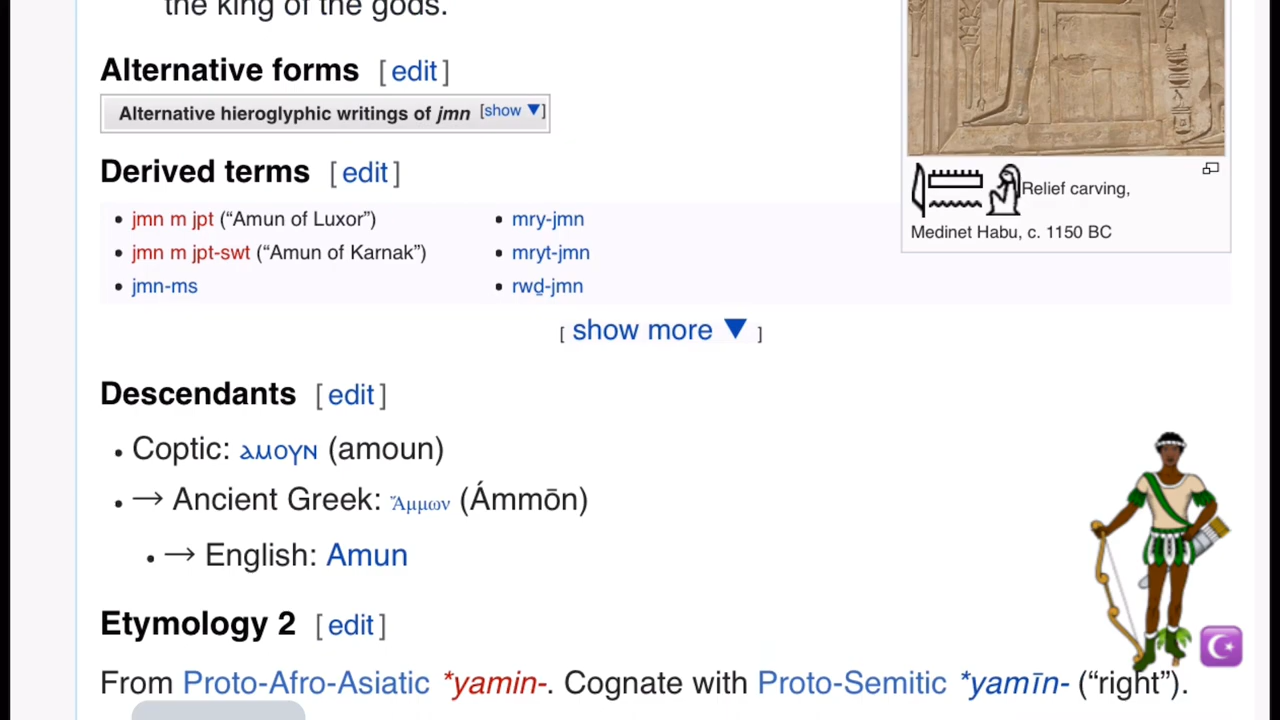 the king of the gods.
Alternative forms [edit]
Alternative hieroglyphic writings of jmn [show ▼]
Derived terms [edit]
• jmn m jpt (“Amun of Luxor”)
• jmn m jpt-swt (“Amun of Karnak”)
• jmn-ms
• mry-jmn
• mryt-jmn
• rwḏ-jmn
[ show more ▼ ]
Relief carving,
Medinet Habu, c. 1150 BC
Descendants [edit]
• Coptic: ⲁⲙⲟⲩⲛ (amoun)
• → Ancient Greek: Ἄμμων (Ámmōn)
• → English: Amun
Etymology 2 [edit]
From Proto-Afro-Asiatic *yamin-. Cognate with Proto-Semitic *yamīn- (“right”).